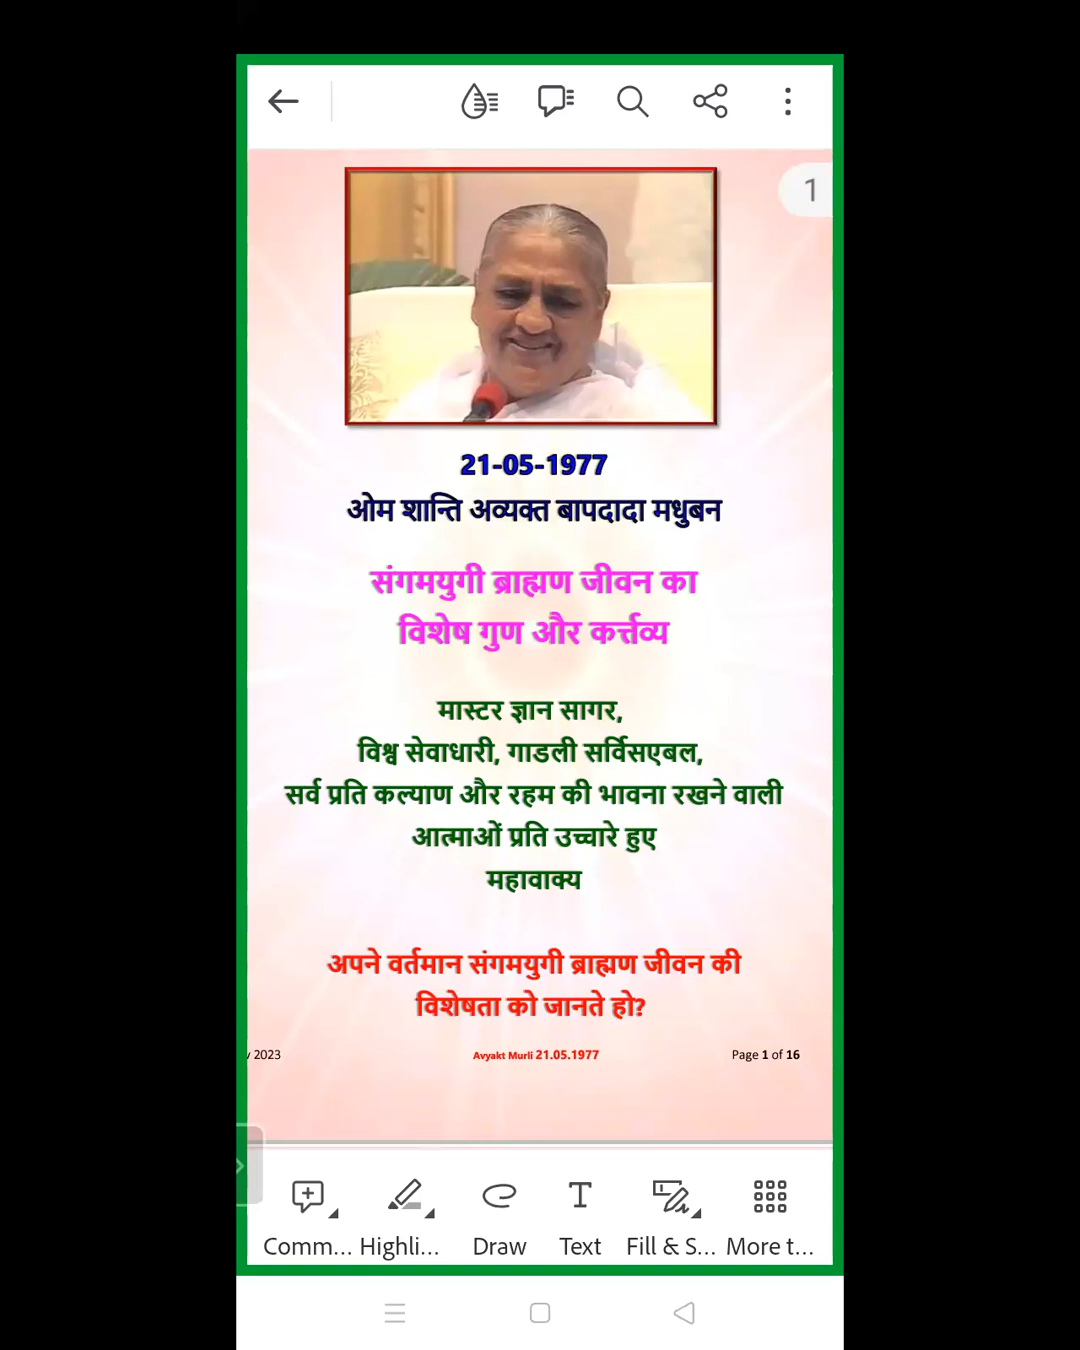 1
21-05-1977
ओम शान्ति अव्यक्त बापदादा मधुबन
संगमयुगी ब्राह्मण जीवन का
विशेष गुण और कर्त्तव्य
मास्टर ज्ञान सागर,
विश्व सेवाधारी, गाडली सर्विसएबल,
सर्व प्रति कल्याण और रहम की भावना रखने वाली
आत्माओं प्रति उच्चारे हुए
महावाक्य
अपने वर्तमान संगमयुगी ब्राह्मण जीवन की
विशेषता को जानते हो?
2023 Avyakt Murli 21.05.1977 Page 1 of 16
Comm... Highli... Draw Text Fill & S... More t...